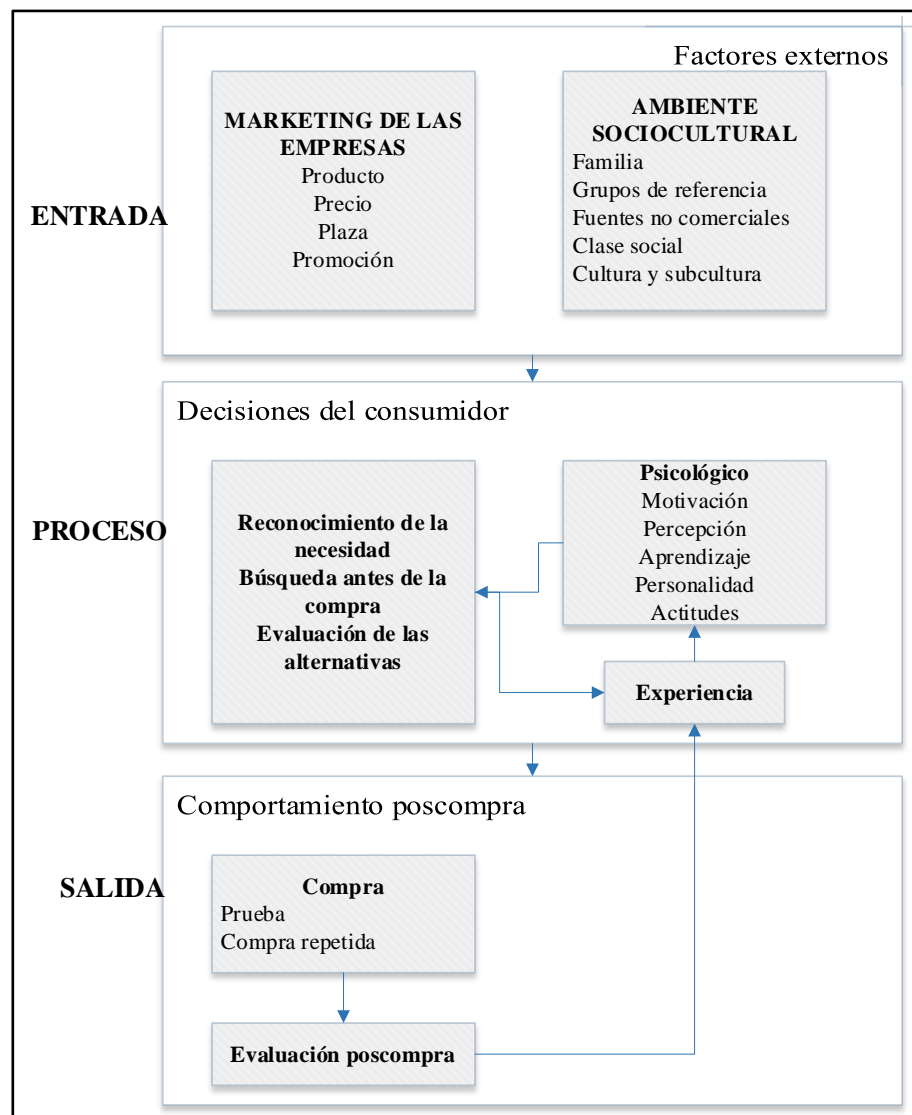 Factores externos
MARKETING DE LAS
EMPRESAS
Producto
Precio
Plaza
Promoción
AMBIENTE
SOCIOCULTURAL
Familia
Grupos de referencia
Fuentes no comerciales
Clase social
Cultura y subcultura
ENTRADA
Decisiones del consumidor
PROCESO
Reconocimiento de la
necesidad
Búsqueda antes de la
compra
Evaluación de las
alternativas
Psicológico
Motivación
Percepción
Aprendizaje
Personalidad
Actitudes
Experiencia
Comportamiento poscompra
SALIDA
Compra
Prueba
Compra repetida
Evaluación poscompra